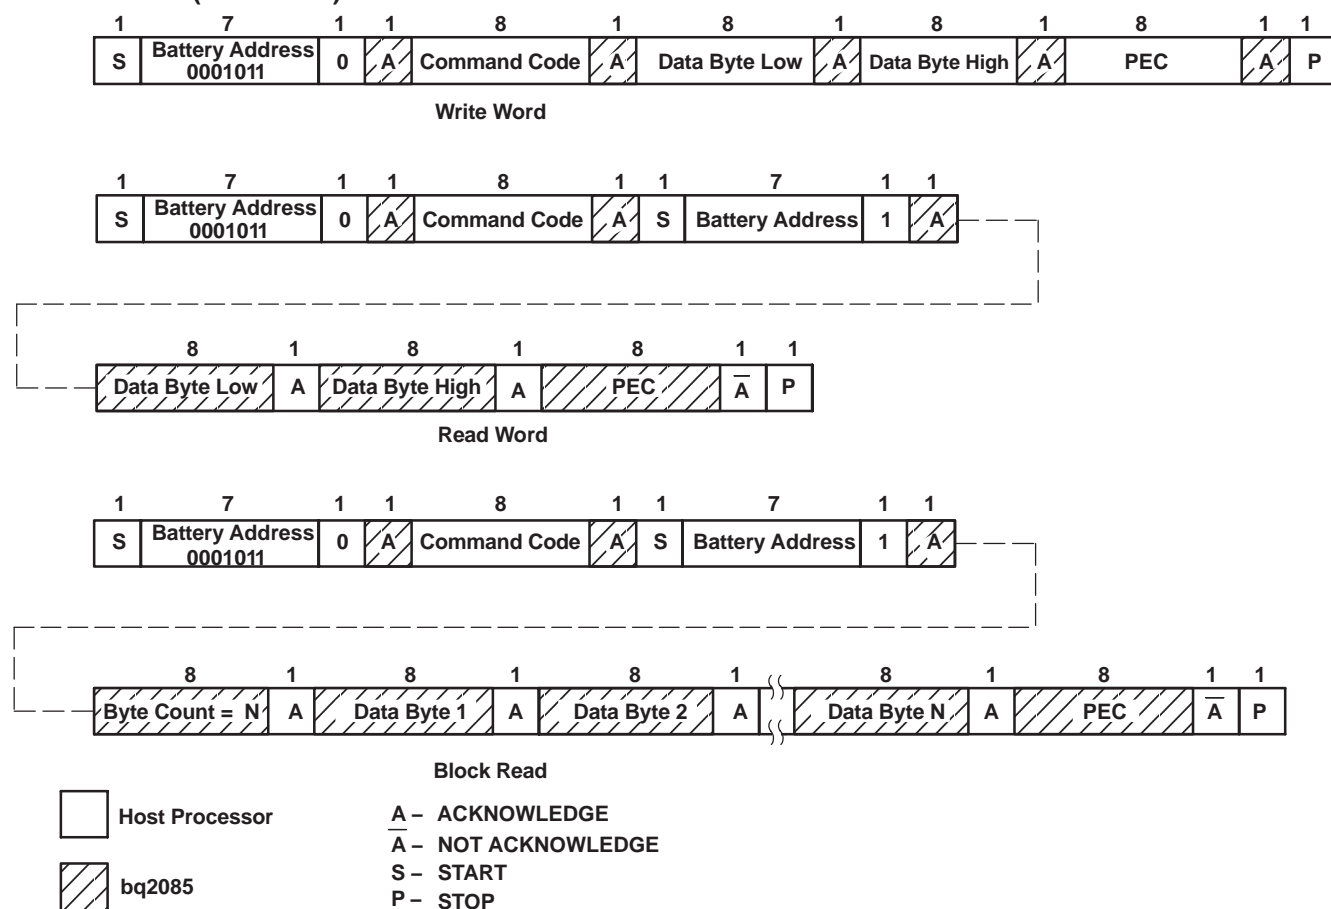 1 7 1 1 8 1 8 1 8 1 8 1 1
S Battery Address 0001011 0 A Command Code A Data Byte Low A Data Byte High A PEC A P
Write Word
1 7 1 1 8 1 1 7 1 1
S Battery Address 0001011 0 A Command Code A S Battery Address 1 A
8 1 8 1 8 1 1
Data Byte Low A Data Byte High A PEC A̅ P
Read Word
1 7 1 1 8 1 1 7 1 1
S Battery Address 0001011 0 A Command Code A S Battery Address 1 A
8 1 8 1 8 1 8 1 8 1 1
Byte Count = N A Data Byte 1 A Data Byte 2 A Data Byte N A PEC A̅ P
Block Read
Host Processor
bq2085
A – ACKNOWLEDGE
A̅ – NOT ACKNOWLEDGE
S – START
P – STOP